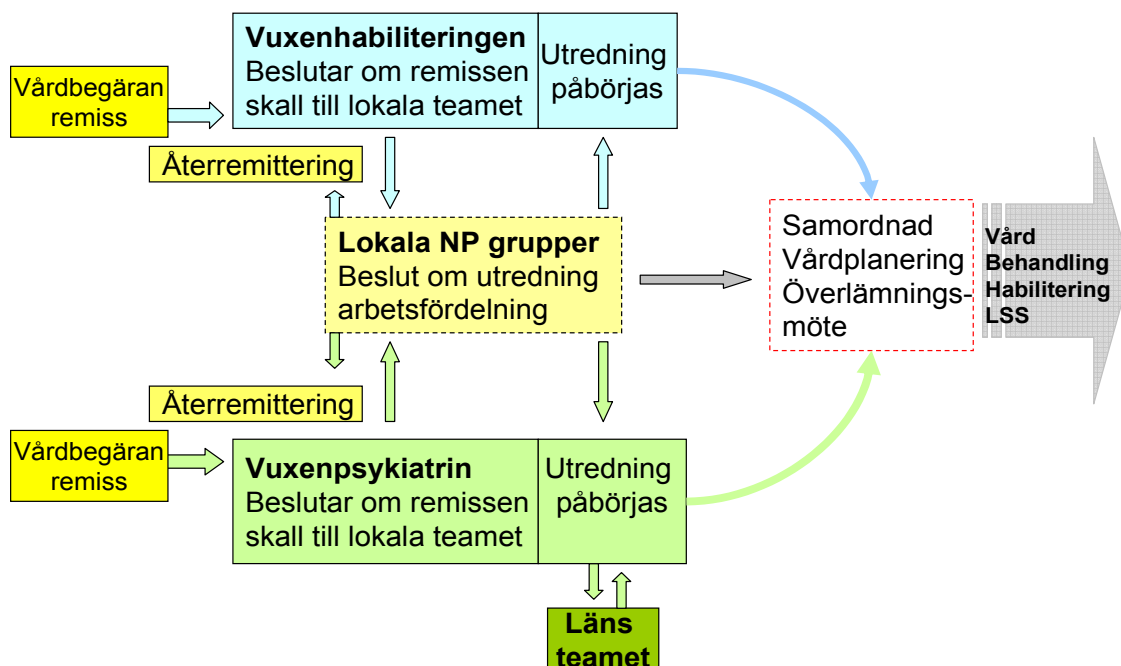 Vuxenhabiliteringen
Beslutar om remissen
skall till lokala teamet
Utredning
påbörjas
Vårdbegäran
remiss
Återremittering
Lokala NP grupper
Beslut om utredning
arbetsfördelning
Samordnad
Vårdplanering
Överlämnings-
möte
Vård
Behandling
Habilitering
LSS
Återremittering
Vårdbegäran
remiss
Vuxenpsykiatrin
Beslutar om remissen
skall till lokala teamet
Utredning
påbörjas
Läns
teamet